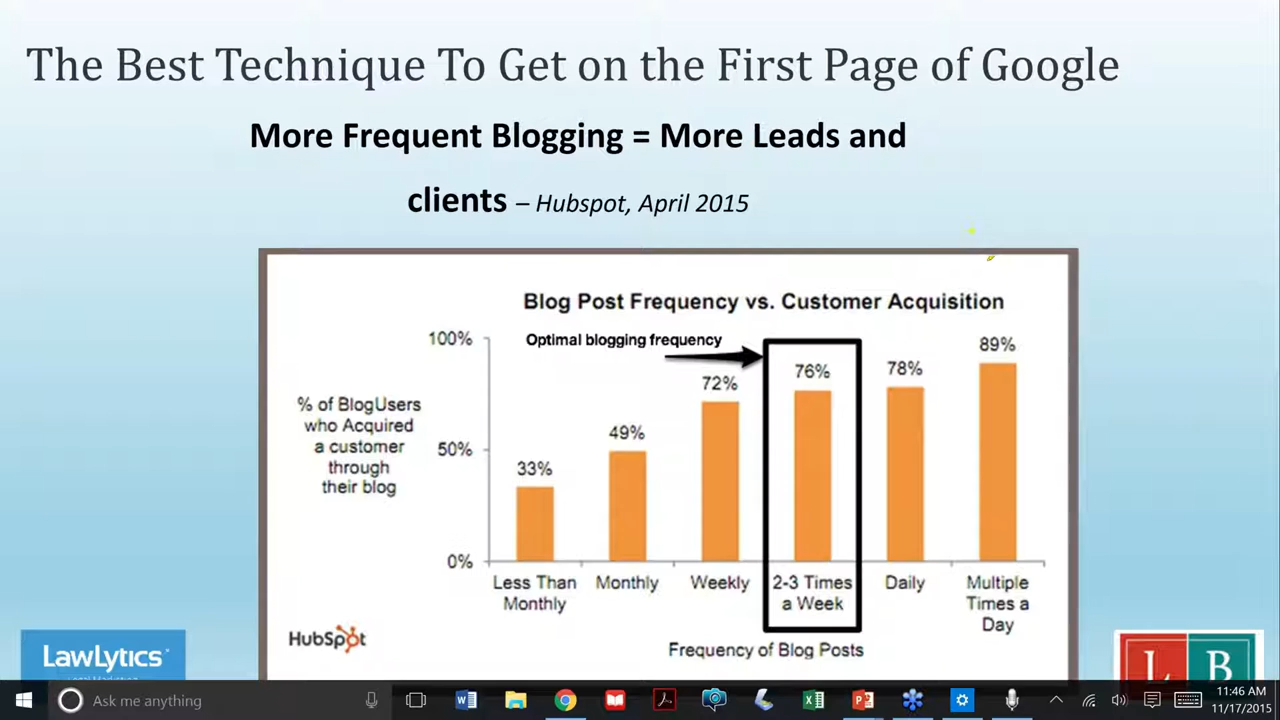 The Best Technique To Get on the First Page of Google
More Frequent Blogging = More Leads and
clients – Hubspot, April 2015
Blog Post Frequency vs. Customer Acquisition
Optimal blogging frequency
100%
50%
0%
% of BlogUsers
who Acquired
a customer
through
their blog
33%
49%
72%
76%
78%
89%
Less Than
Monthly
Monthly
Weekly
2-3 Times
a Week
Daily
Multiple
Times a
Day
Frequency of Blog Posts
HubSpot
LAWLYTICS
L B
Ask me anything
11:46 AM
11/17/2015